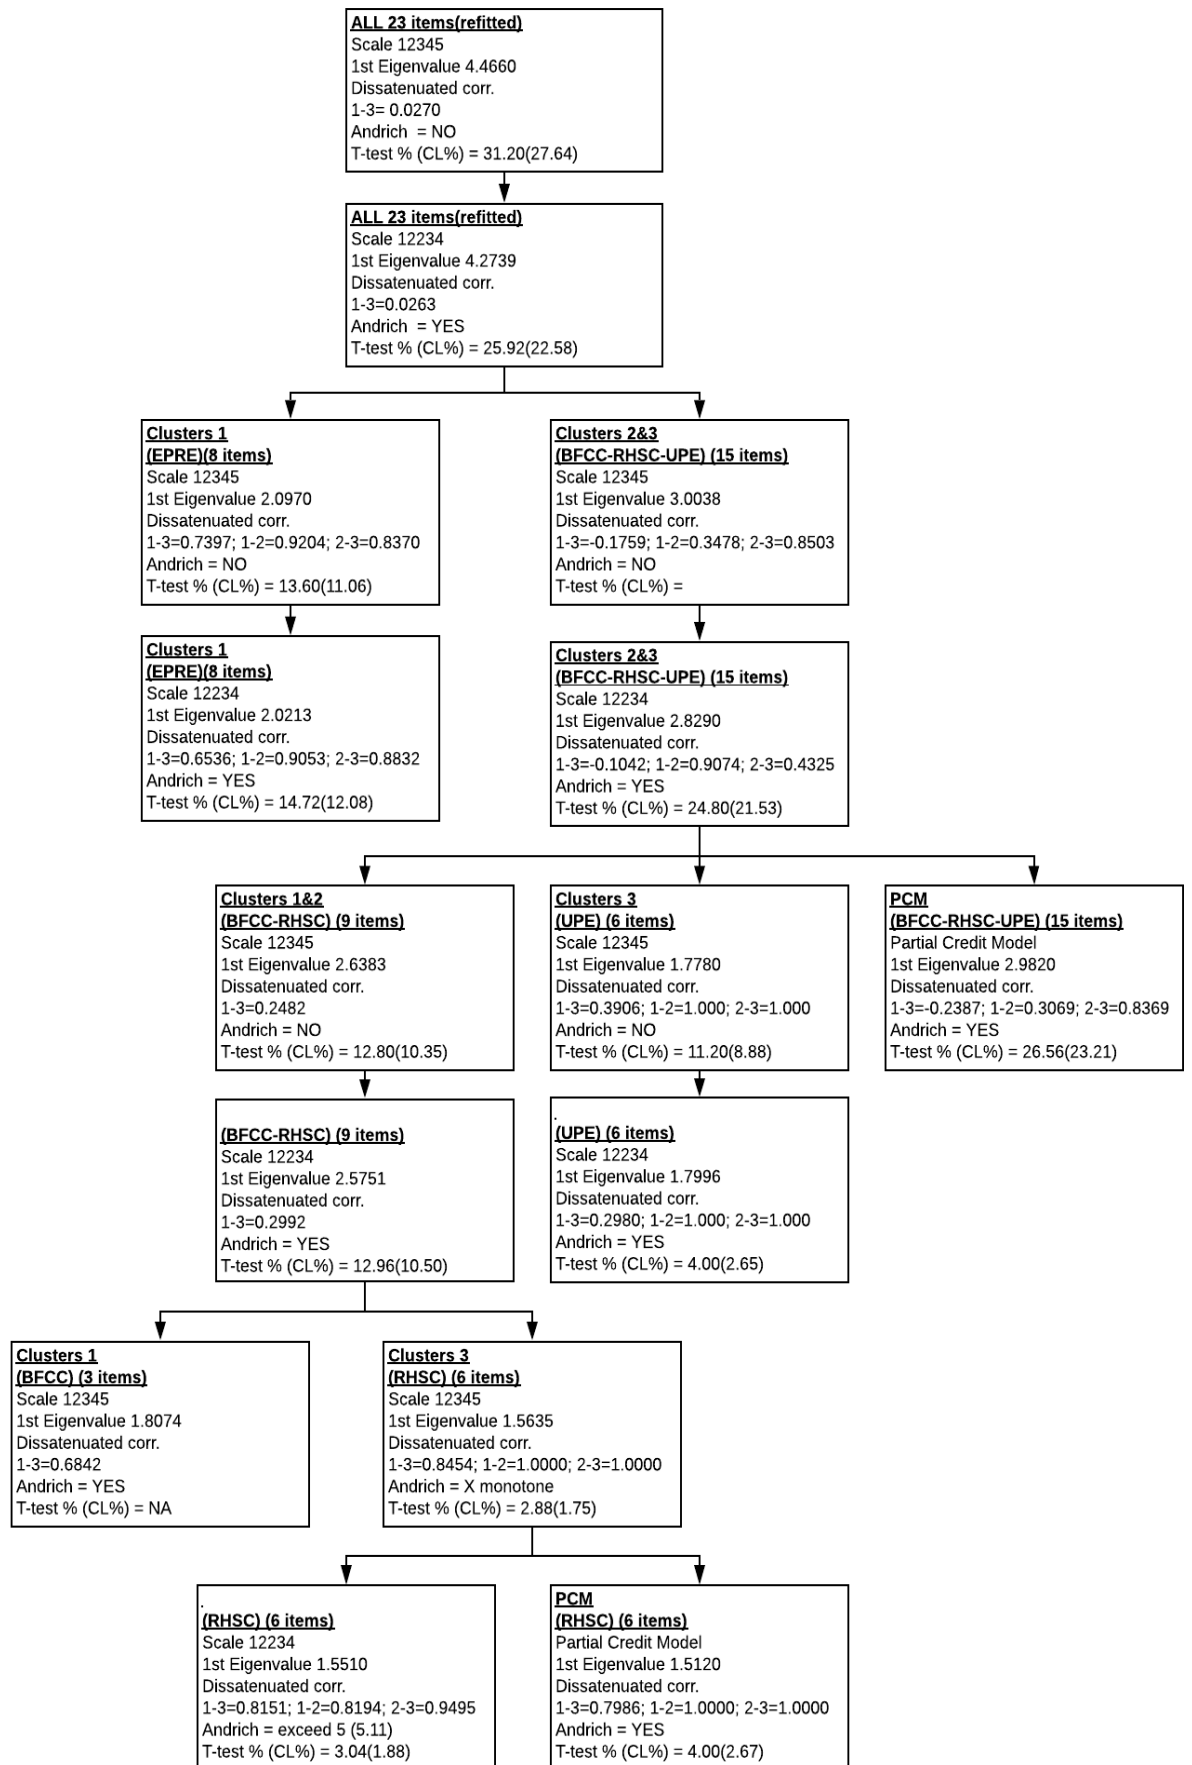 ALL 23 items(refitted)
Scale 12345
1st Eigenvalue 4.4660
Dissatenuated corr.
1-3= 0.0270
Andrich = NO
T-test % (CL%) = 31.20(27.64)
ALL 23 items(refitted)
Scale 12234
1st Eigenvalue 4.2739
Dissatenuated corr.
1-3=0.0263
Andrich = YES
T-test % (CL%) = 25.92(22.58)
Clusters 1
(EPRE)(8 items)
Scale 12345
1st Eigenvalue 2.0970
Dissatenuated corr.
1-3=0.7397; 1-2=0.9204; 2-3=0.8370
Andrich = NO
T-test % (CL%) = 13.60(11.06)
Clusters 2&3
(BFCC-RHSC-UPE) (15 items)
Scale 12345
1st Eigenvalue 3.0038
Dissatenuated corr.
1-3=-0.1759; 1-2=0.3478; 2-3=0.8503
Andrich = NO
T-test % (CL%) =
Clusters 1
(EPRE)(8 items)
Scale 12234
1st Eigenvalue 2.0213
Dissatenuated corr.
1-3=0.6536; 1-2=0.9053; 2-3=0.8832
Andrich = YES
T-test % (CL%) = 14.72(12.08)
Clusters 2&3
(BFCC-RHSC-UPE) (15 items)
Scale 12234
1st Eigenvalue 2.8290
Dissatenuated corr.
1-3=-0.1042; 1-2=0.9074; 2-3=0.4325
Andrich = YES
T-test % (CL%) = 24.80(21.53)
Clusters 1&2
(BFCC-RHSC) (9 items)
Scale 12345
1st Eigenvalue 2.6383
Dissatenuated corr.
1-3=0.2482
Andrich = NO
T-test % (CL%) = 12.80(10.35)
Clusters 3
(UPE) (6 items)
Scale 12345
1st Eigenvalue 1.7780
Dissatenuated corr.
1-3=0.3906; 1-2=1.000; 2-3=1.000
Andrich = NO
T-test % (CL%) = 11.20(8.88)
PCM
(BFCC-RHSC-UPE) (15 items)
Partial Credit Model
1st Eigenvalue 2.9820
Dissatenuated corr.
1-3=-0.2387; 1-2=0.3069; 2-3=0.8369
Andrich = YES
T-test % (CL%) = 26.56(23.21)
(BFCC-RHSC) (9 items)
Scale 12234
1st Eigenvalue 2.5751
Dissatenuated corr.
1-3=0.2992
Andrich = YES
T-test % (CL%) = 12.96(10.50)
.
(UPE) (6 items)
Scale 12234
1st Eigenvalue 1.7996
Dissatenuated corr.
1-3=0.2980; 1-2=1.000; 2-3=1.000
Andrich = YES
T-test % (CL%) = 4.00(2.65)
Clusters 1
(BFCC) (3 items)
Scale 12345
1st Eigenvalue 1.8074
Dissatenuated corr.
1-3=0.6842
Andrich = YES
T-test % (CL%) = NA
Clusters 3
(RHSC) (6 items)
Scale 12345
1st Eigenvalue 1.5635
Dissatenuated corr.
1-3=0.8454; 1-2=1.0000; 2-3=1.0000
Andrich = X monotone
T-test % (CL%) = 2.88(1.75)
.
(RHSC) (6 items)
Scale 12234
1st Eigenvalue 1.5510
Dissatenuated corr.
1-3=0.8151; 1-2=0.8194; 2-3=0.9495
Andrich = exceed 5 (5.11)
T-test % (CL%) = 3.04(1.88)
PCM
(RHSC) (6 items)
Partial Credit Model
1st Eigenvalue 1.5120
Dissatenuated corr.
1-3=0.7986; 1-2=1.0000; 2-3=1.0000
Andrich = YES
T-test % (CL%) = 4.00(2.67)